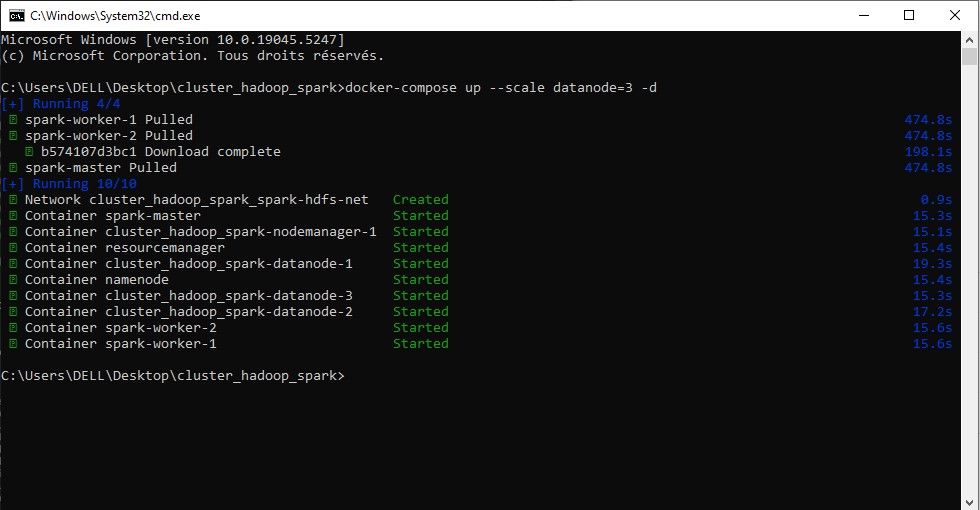 C:\Windows\System32\cmd.exe
Microsoft Windows [version 10.0.19045.5247]
(c) Microsoft Corporation. Tous droits réservés.
C:\Users\DELL\Desktop\cluster_hadoop_spark>docker-compose up --scale datanode=3 -d
[+] Running 4/4
spark-worker-1 Pulled 474.8s
spark-worker-2 Pulled 474.8s
b574107d3bc1 Download complete 198.1s
spark-master Pulled 474.8s
[+] Running 10/10
Network cluster_hadoop_spark_spark-hdfs-net Created 0.9s
Container spark-master Started 15.3s
Container cluster_hadoop_spark-nodemanager-1 Started 15.1s
Container resourcemanager Started 15.4s
Container cluster_hadoop_spark-datanode-1 Started 19.3s
Container namenode Started 15.4s
Container cluster_hadoop_spark-datanode-3 Started 15.3s
Container cluster_hadoop_spark-datanode-2 Started 17.2s
Container spark-worker-2 Started 15.6s
Container spark-worker-1 Started 15.6s
C:\Users\DELL\Desktop\cluster_hadoop_spark>